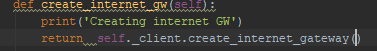 def create_internet_gw(self):
print('Creating internet GW')
return self._client.create_internet_gateway()